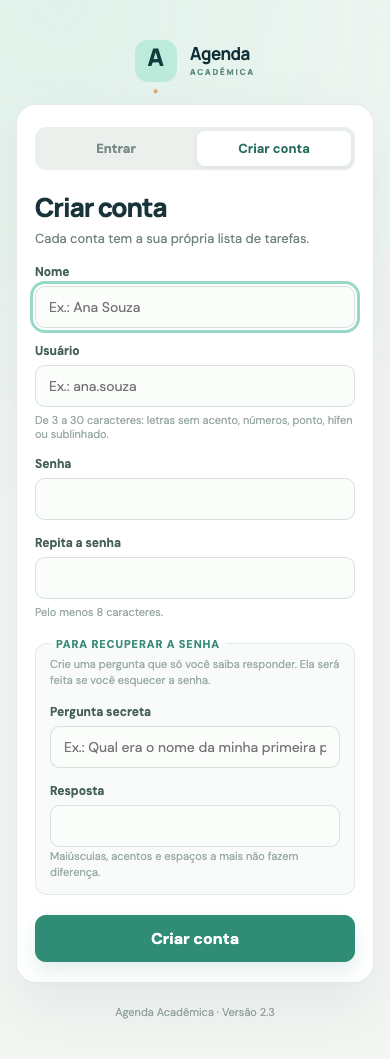 A
Agenda
ACADÊMICA
Entrar
Criar conta
Criar conta
Cada conta tem a sua própria lista de tarefas.
Nome
Ex.: Ana Souza
Usuário
Ex.: ana.souza
De 3 a 30 caracteres: letras sem acento, números, ponto, hífen
ou sublinhado.
Senha
Repita a senha
Pelo menos 8 caracteres.
PARA RECUPERAR A SENHA
Crie uma pergunta que só você saiba responder. Ela será
feita se você esquecer a senha.
Pergunta secreta
Ex.: Qual era o nome da minha primeira p
Resposta
Maiúsculas, acentos e espaços a mais não fazem
diferença.
Criar conta
Agenda Acadêmica · Versão 2.3